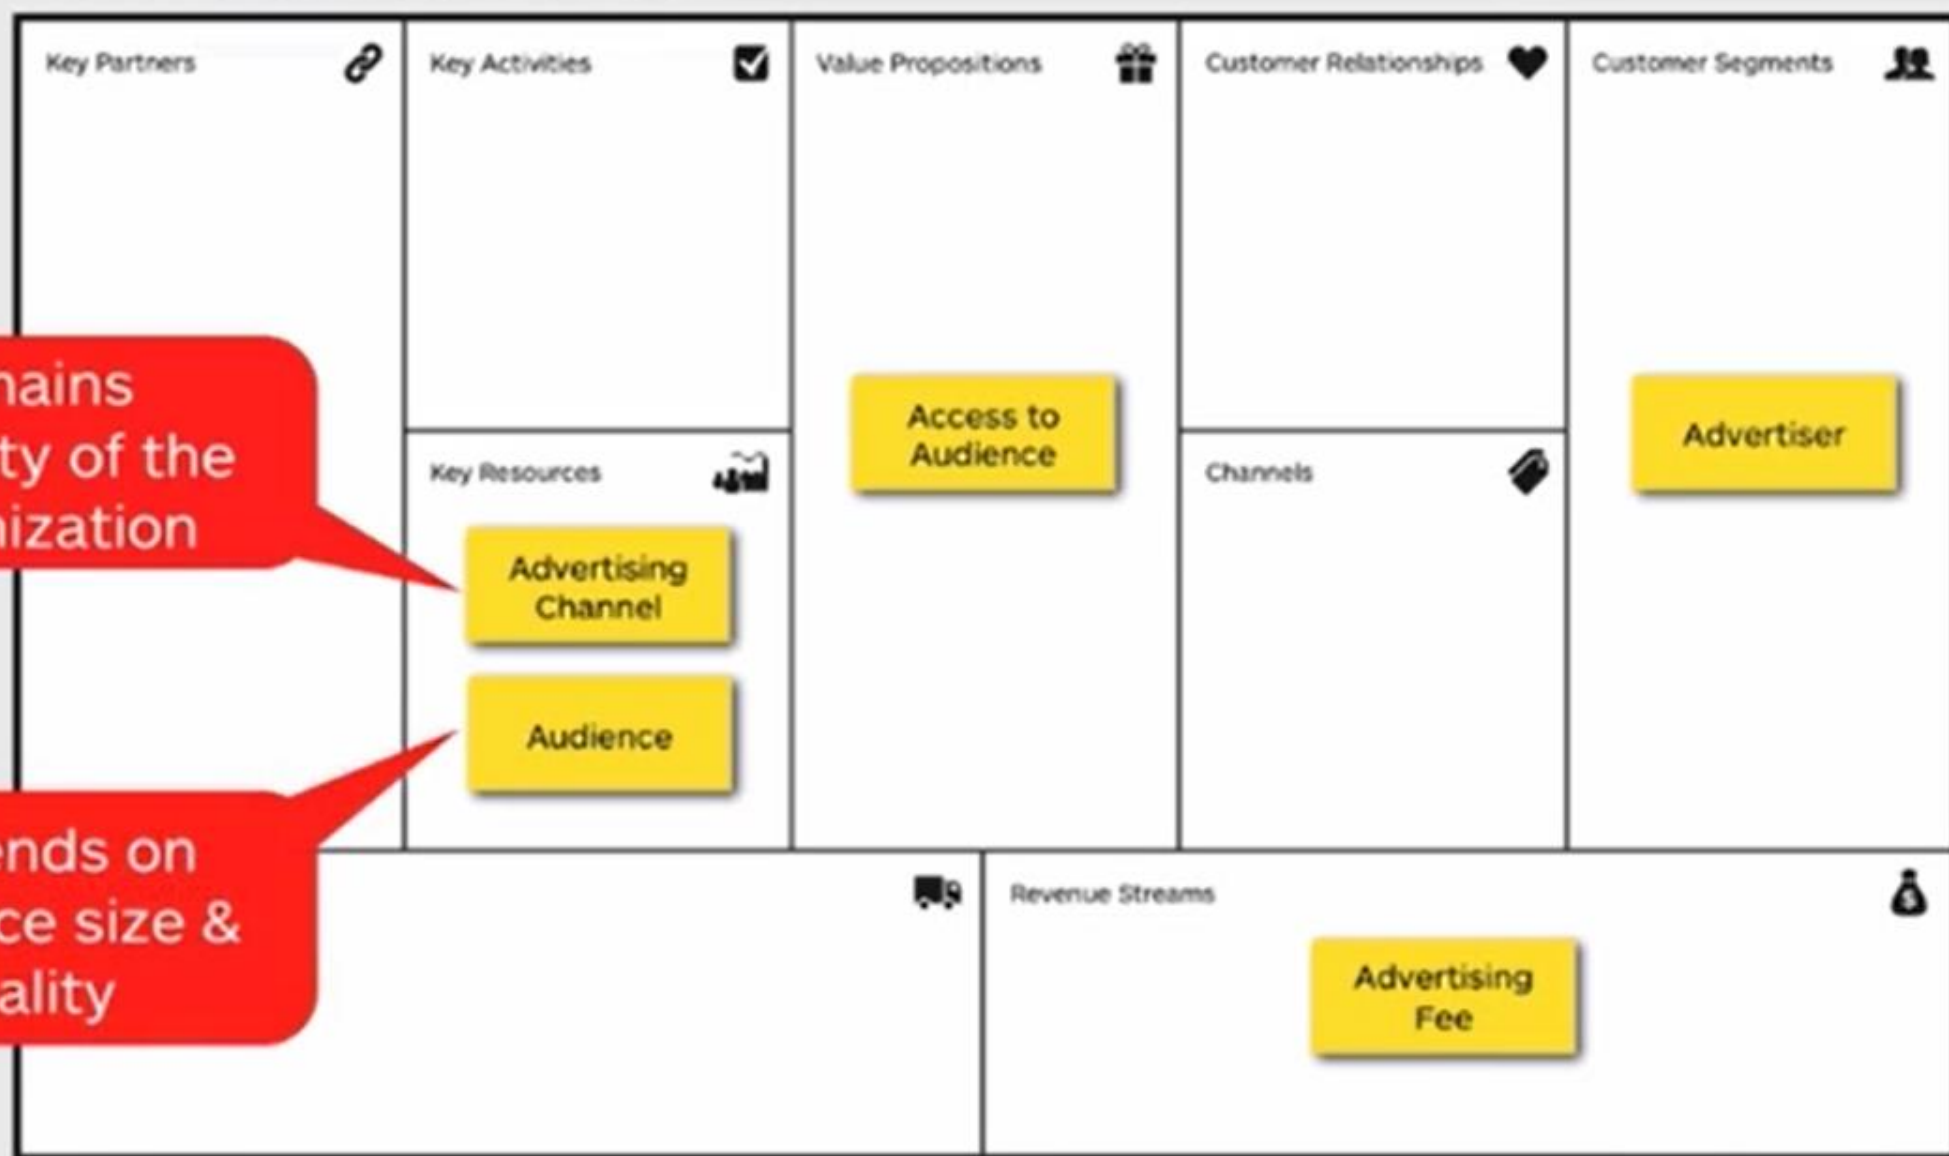 Key Partners
Key Activities
Value Propositions
Customer Relationships
Customer Segments
nains
ty of the
nization
Key Resources
Advertising
Channel
Audience
Access to
Audience
Channels
Advertiser
ends on
ce size &
ality
Revenue Streams
Advertising
Fee